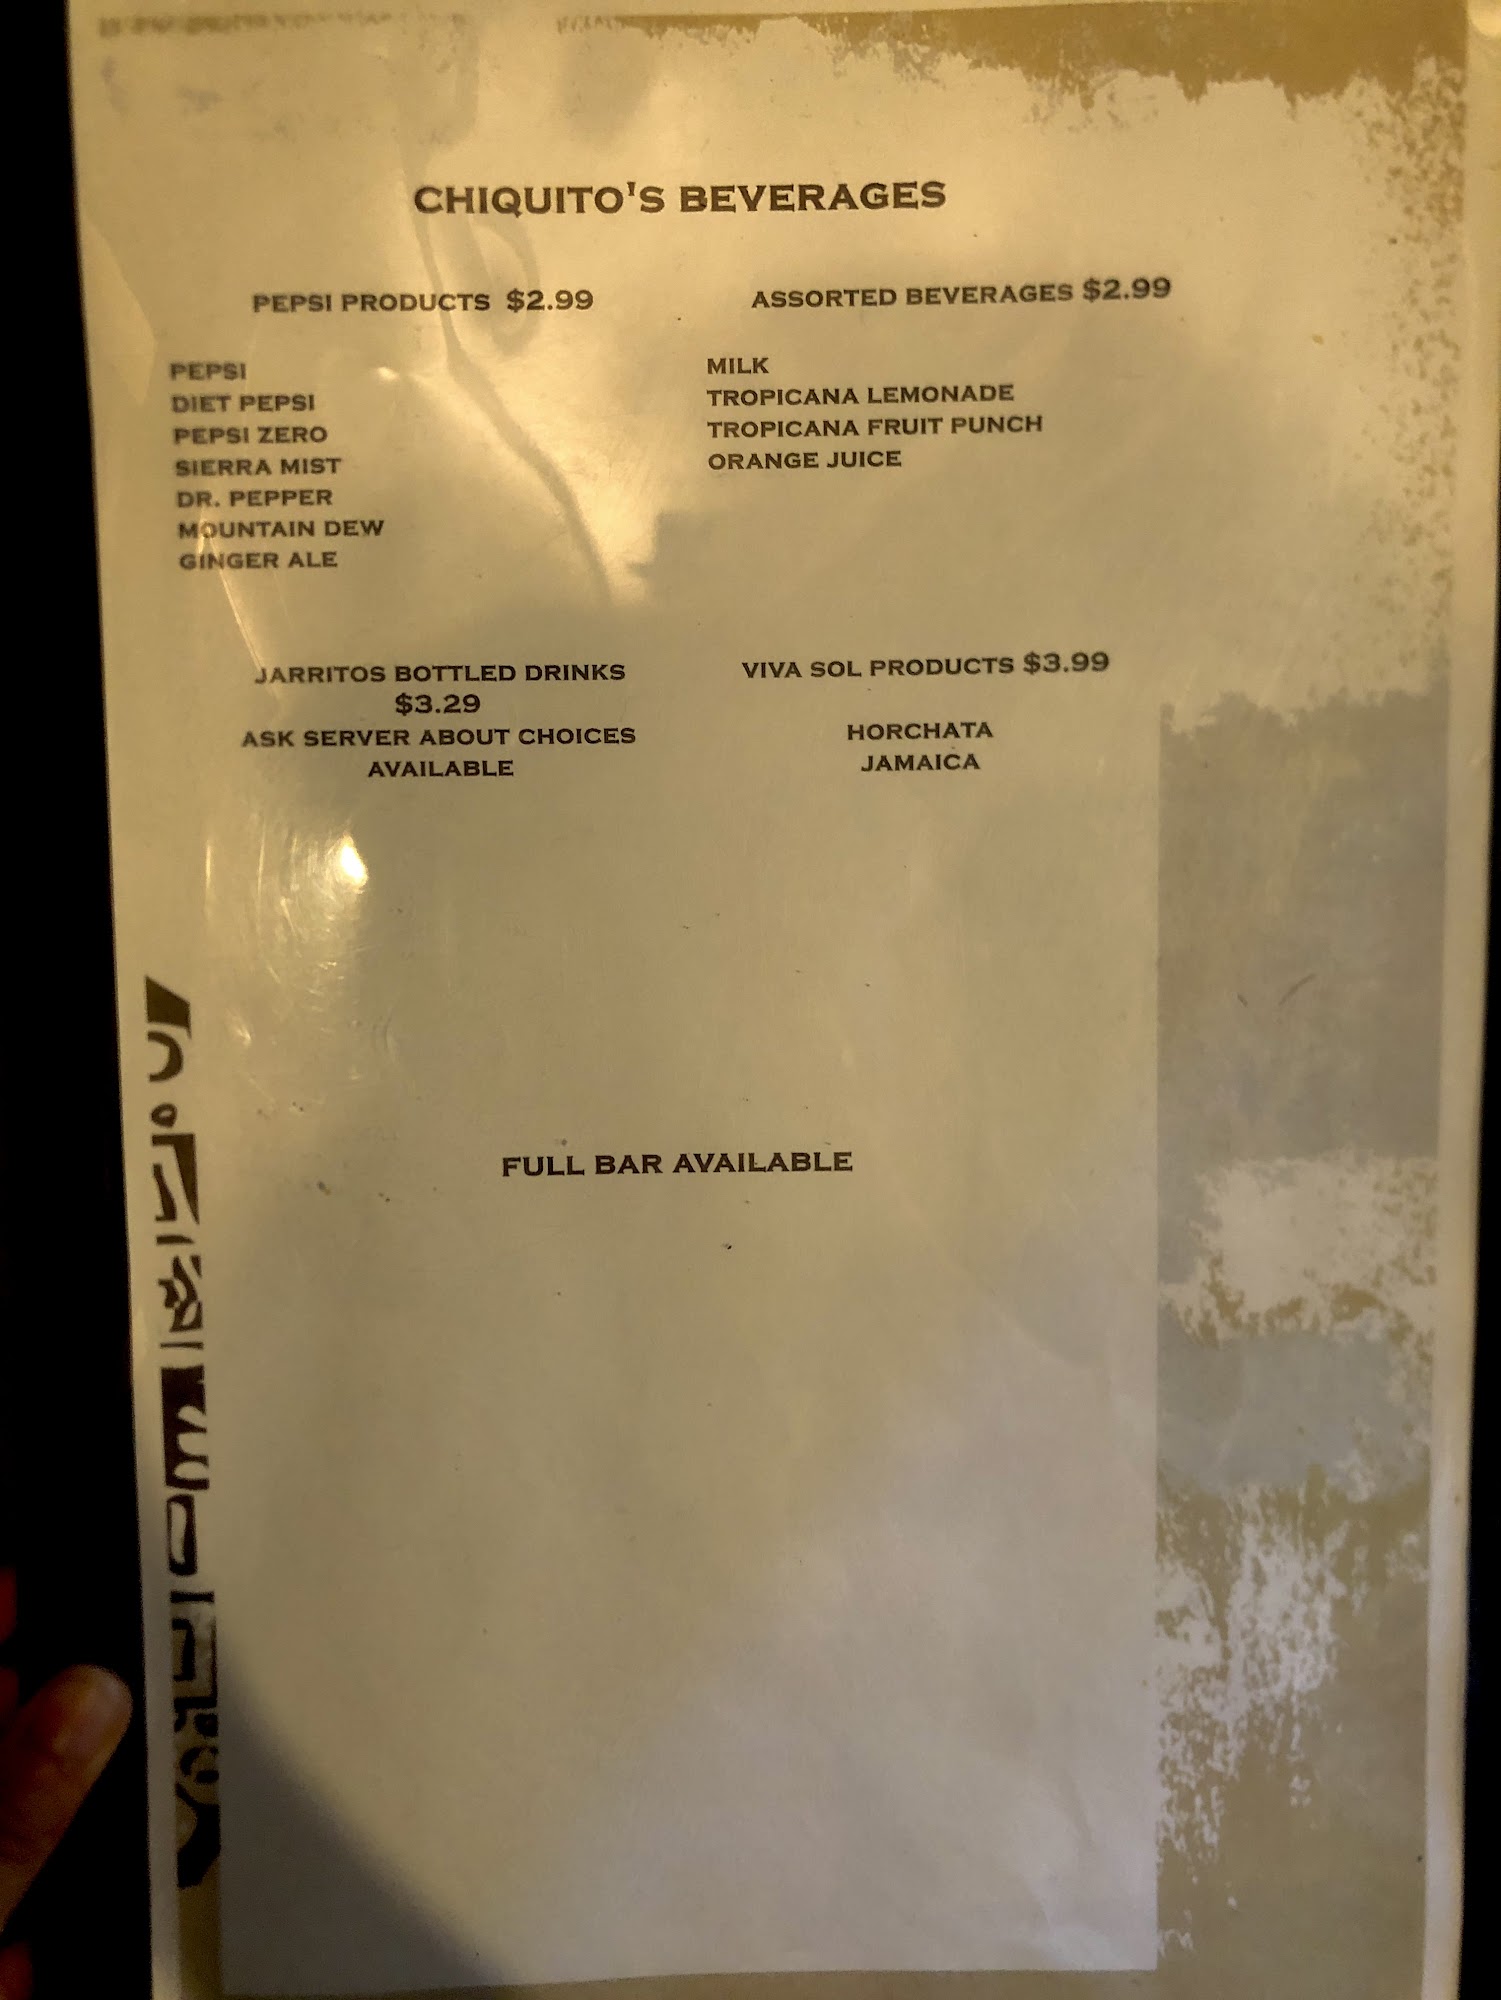 CHIQUITO'S BEVERAGES
PEPSI PRODUCTS $2.99
PEPSI
DIET PEPSI
PEPSI ZERO
SIERRA MIST
DR. PEPPER
MOUNTAIN DEW
GINGER ALE
ASSORTED BEVERAGES $2.99
MILK
TROPICANA LEMONADE
TROPICANA FRUIT PUNCH
ORANGE JUICE
JARRITOS BOTTLED DRINKS
$3.29
ASK SERVER ABOUT CHOICES
AVAILABLE
VIVA SOL PRODUCTS $3.99
HORCHATA
JAMAICA
FULL BAR AVAILABLE